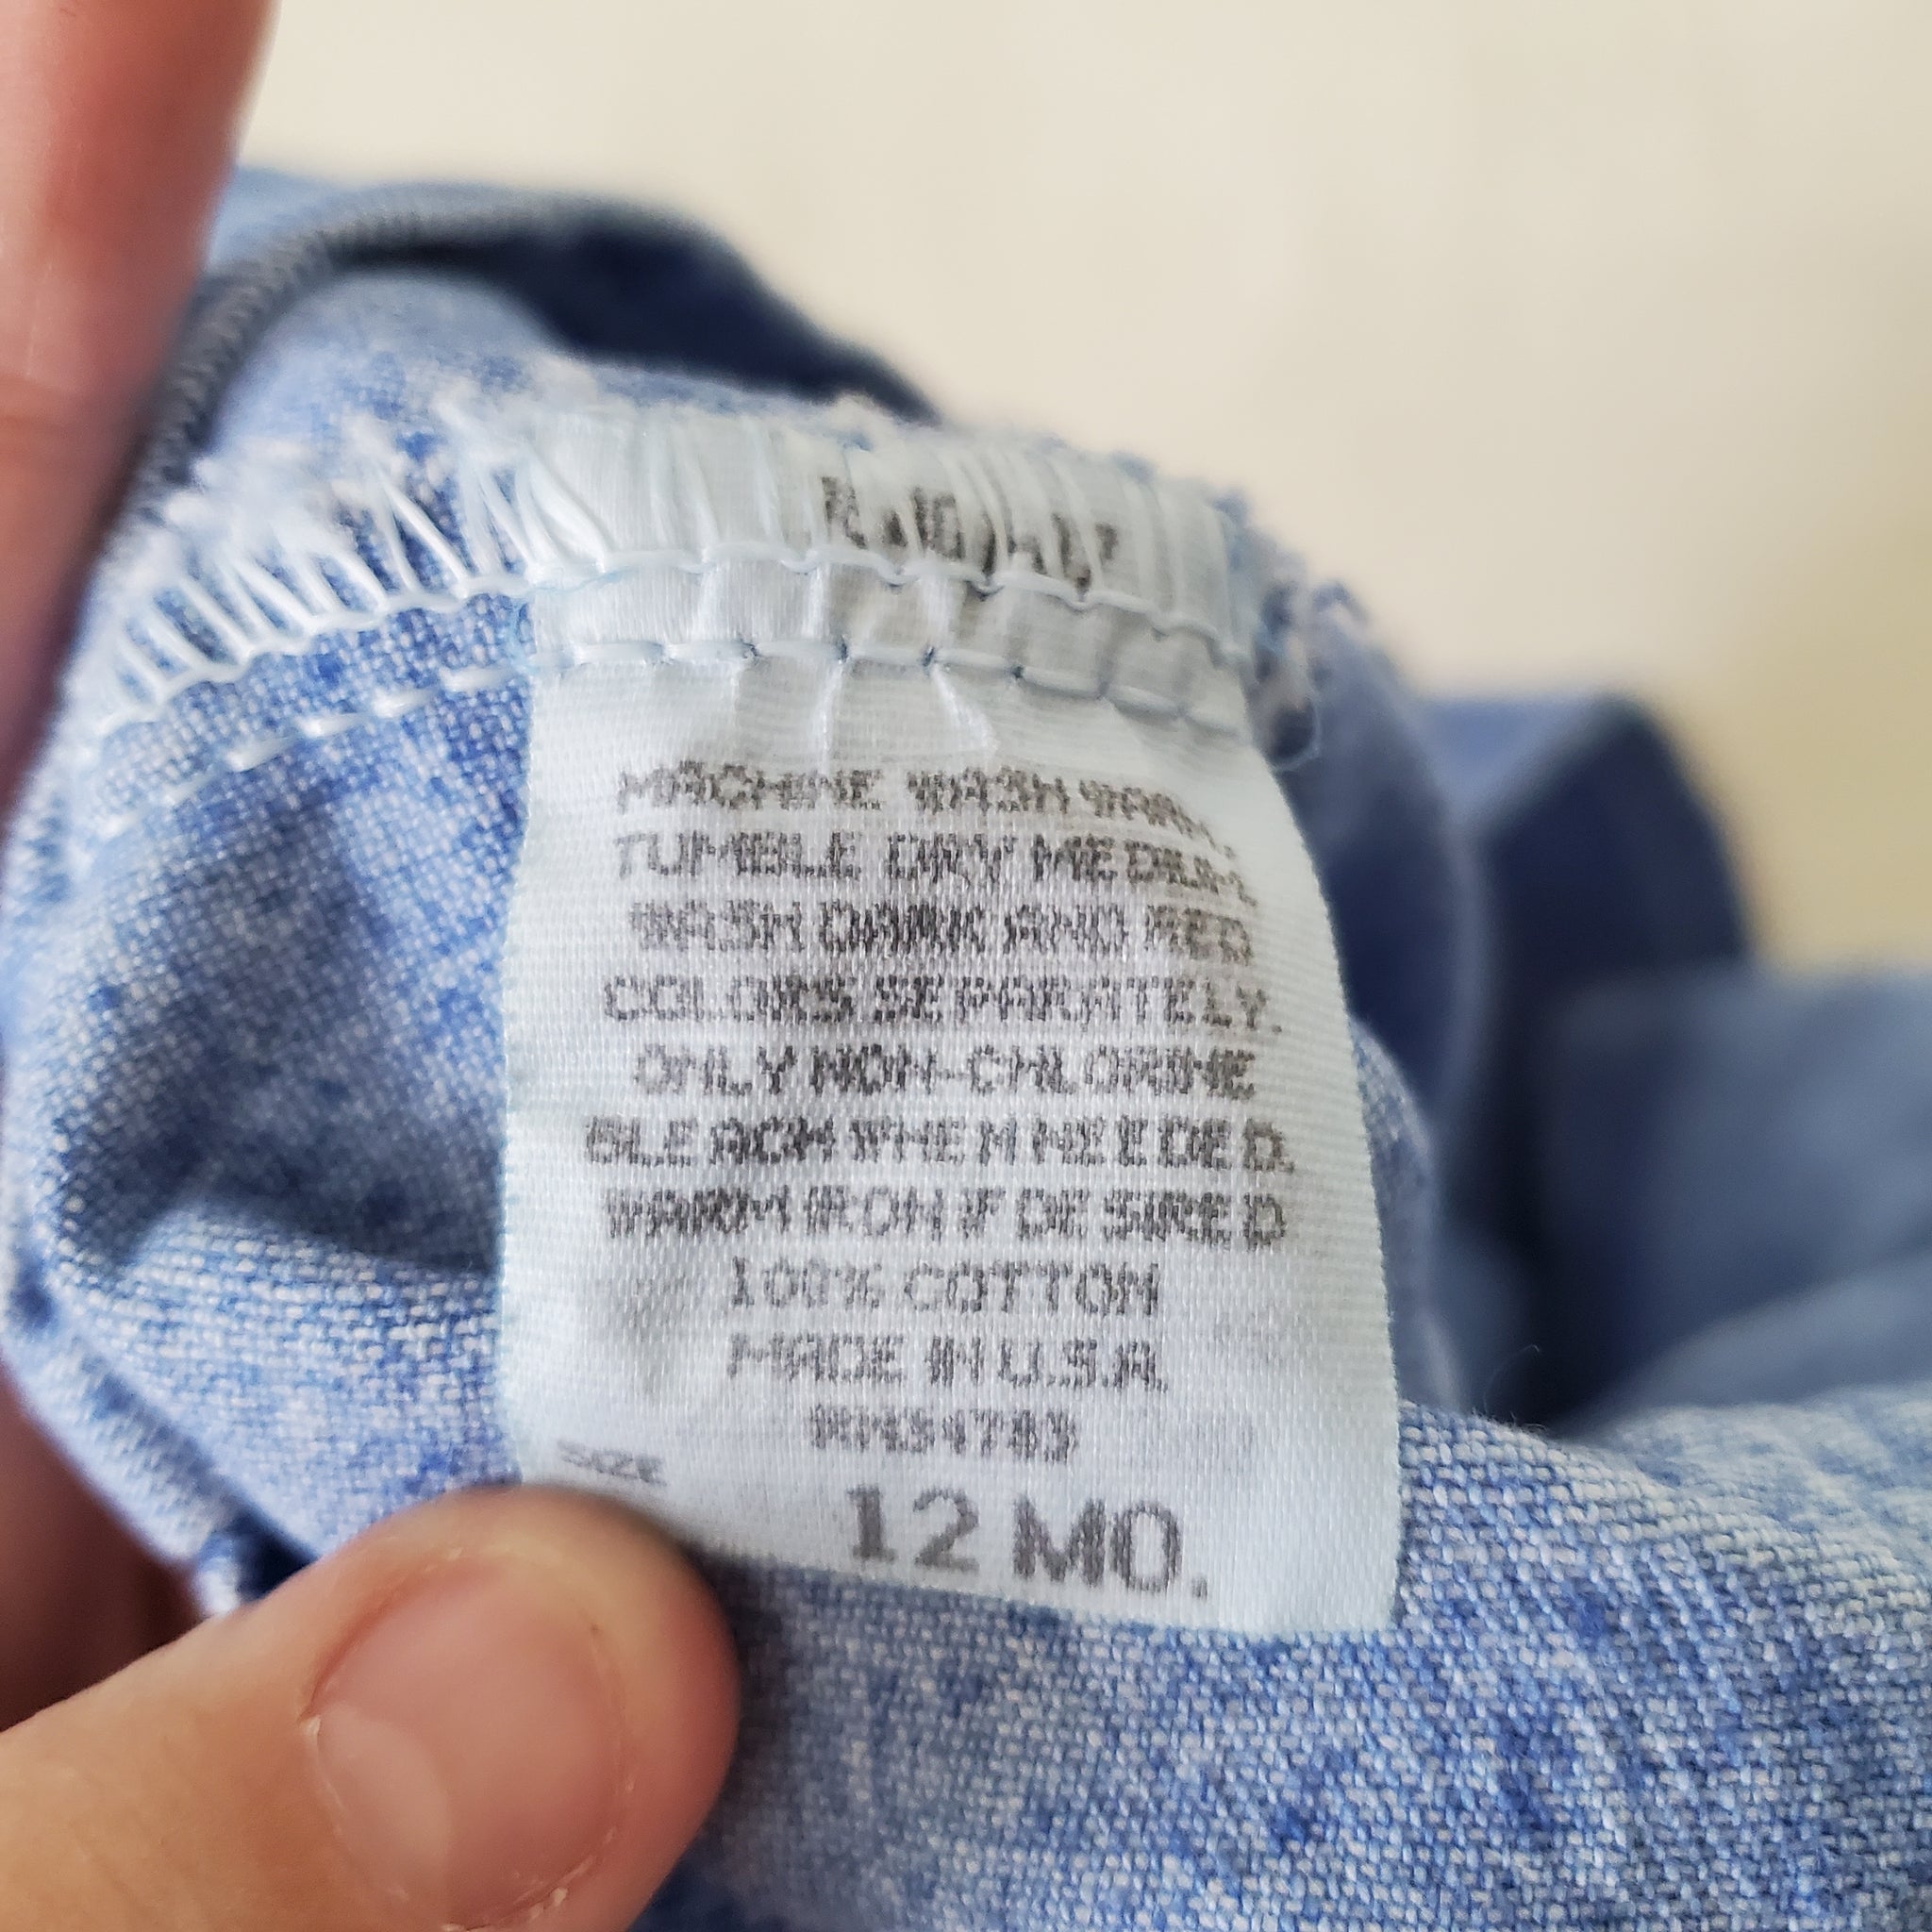 MACHINE WASH WARM.
TUMBLE DRY MEDIUM.
WASH DARK AND RED
COLORS SEPARATELY.
ONLY NON-CHLORINE
BLEACH WHEN NEEDED.
WARM IRON IF DESIRED
100% COTTON
MADE IN U.S.A.
SIZE
12 MO.